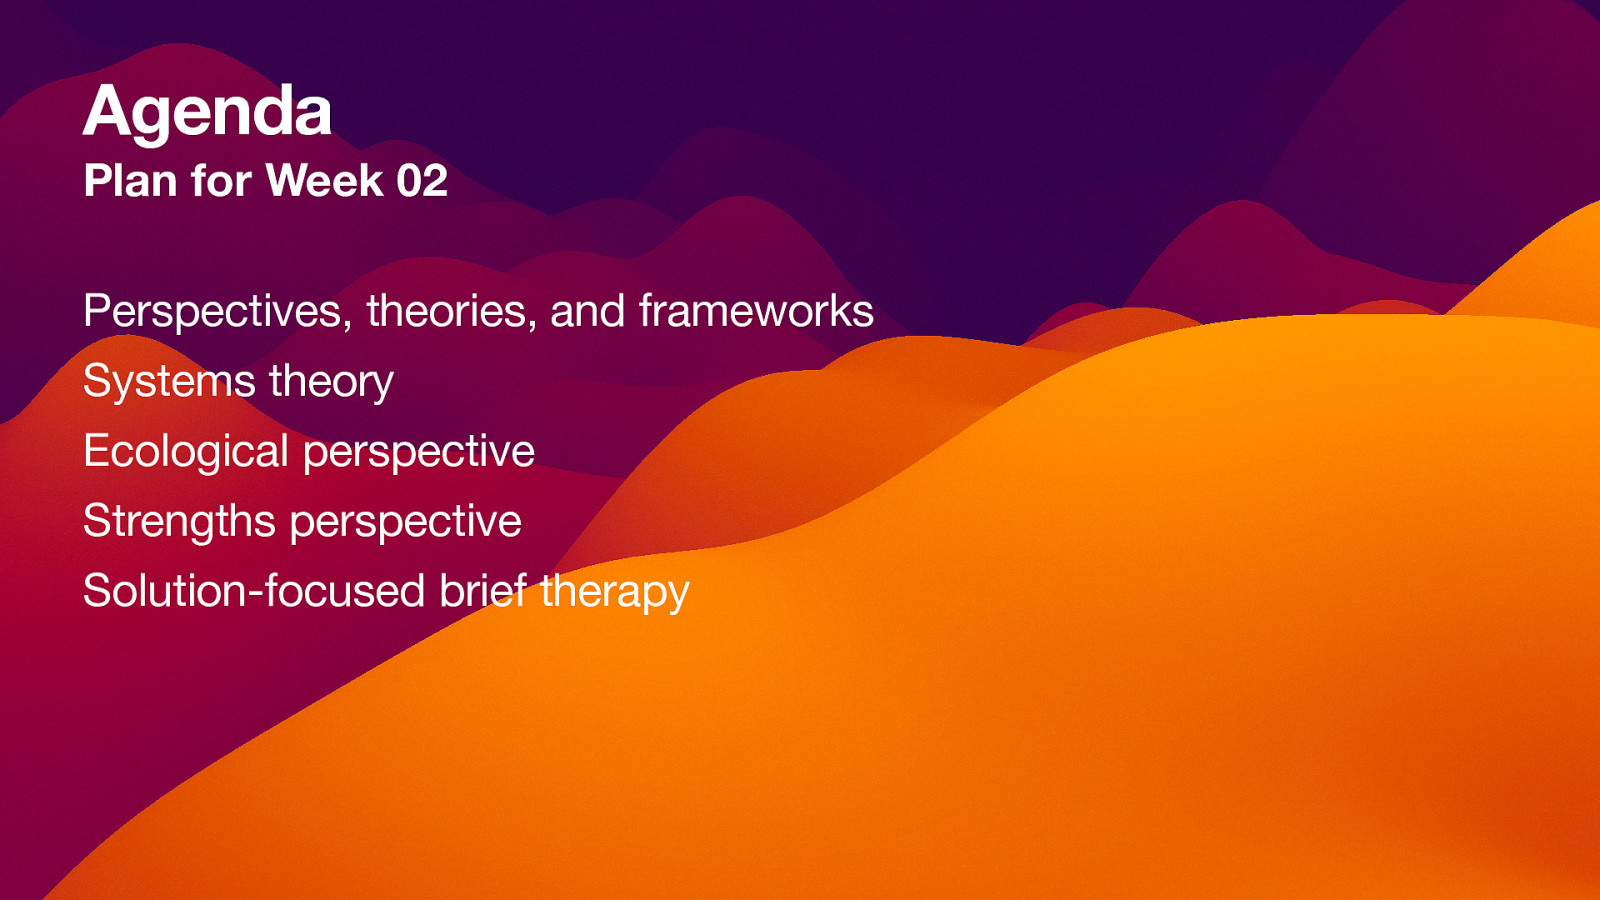 Agenda
Plan for Week 02
Perspectives, theories, and frameworks
Systems theory
Ecological perspective
Strengths perspective
Solution-focused brief therapy